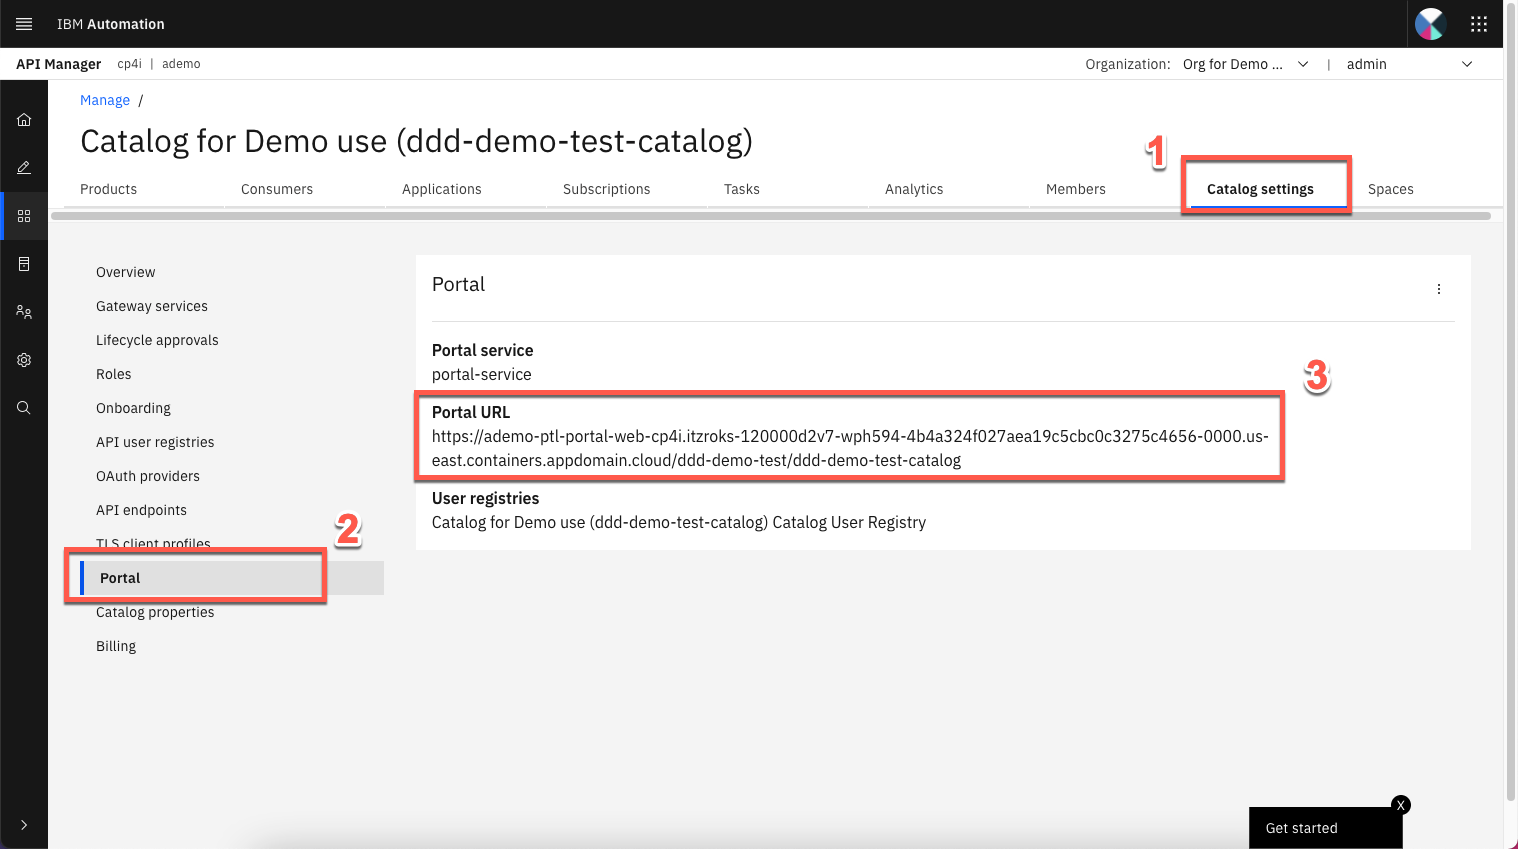 IBM Automation
API Manager cp4i | ademo Organization: Org for Demo ... | admin
Manage /
Catalog for Demo use (ddd-demo-test-catalog)
1
Products Consumers Applications Subscriptions Tasks Analytics Members Catalog settings Spaces
Overview
Gateway services
Lifecycle approvals
Roles
Onboarding
API user registries
OAuth providers
API endpoints
TLS client profiles
2
Portal
Catalog properties
Billing
Portal
Portal service
portal-service
3
Portal URL
https://ademo-ptl-portal-web-cp4i.itzroks-120000d2v7-wph594-4b4a324f027aea19c5cbc0c3275c4656-0000.us-
east.containers.appdomain.cloud/ddd-demo-test/ddd-demo-test-catalog
User registries
Catalog for Demo use (ddd-demo-test-catalog) Catalog User Registry
X
Get started